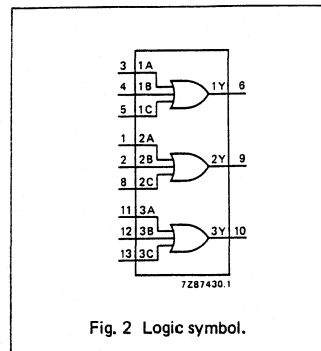 3 1A
4 1B 1Y 6
5 1C
1 2A
2 2B 2Y 9
8 2C
11 3A
12 3B 3Y 10
13 3C
7Z87430.1
Fig. 2 Logic symbol.